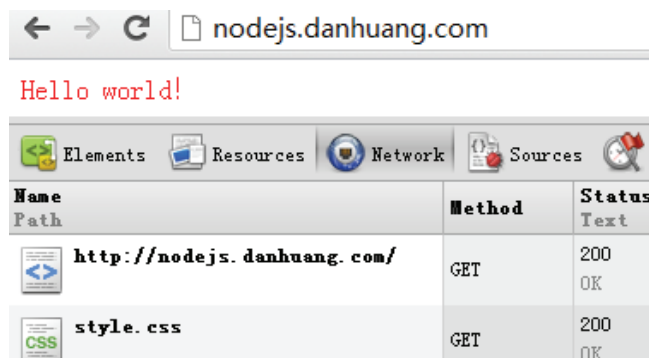 nodejs.danhuang.com
Hello world!
Elements Resources Network Sources
Name Method Status
Path Text
http://nodejs.danhuang.com/ GET 200
OK
style.css GET 200
CSS OK